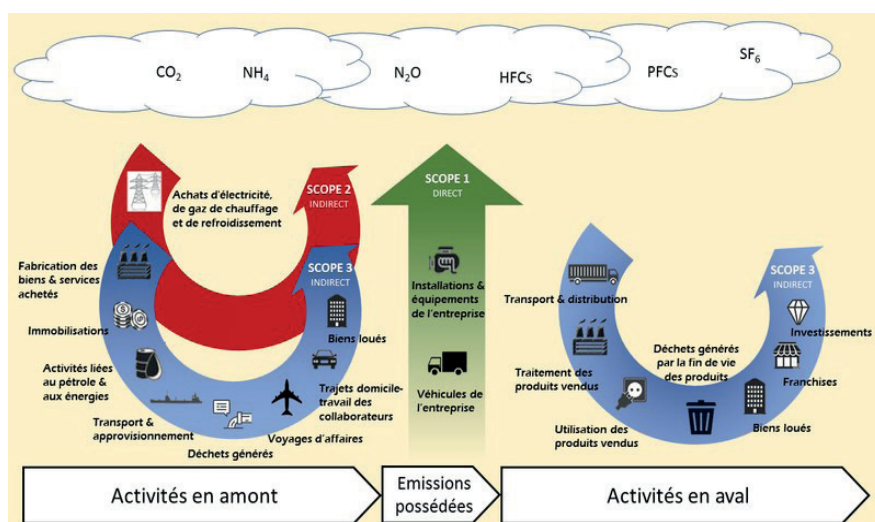 CO₂
NH₄
N₂O
HFCs
PFCs
SF₆
SCOPE 2
INDIRECT
Achats d'électricité,
de gaz de chauffage
et de refroidissement
SCOPE 3
INDIRECT
Fabrication des
biens & services
achetés
Immobilisations
Activités liées
au pétrole &
aux énergies
Transport &
approvisionnement
Déchets générés
Voyages d'affaires
Trajets domicile-
travail des
collaborateurs
Biens loués
SCOPE 1
DIRECT
Installations &
équipements
de l'entreprise
Véhicules de
l'entreprise
SCOPE 3
INDIRECT
Transport & distribution
Traitement des
produits vendus
Utilisation des
produits vendus
Déchets générés
par la fin de vie
des produits
Biens loués
Franchises
Investissements
Activités en amont
Emissions
possédées
Activités en aval